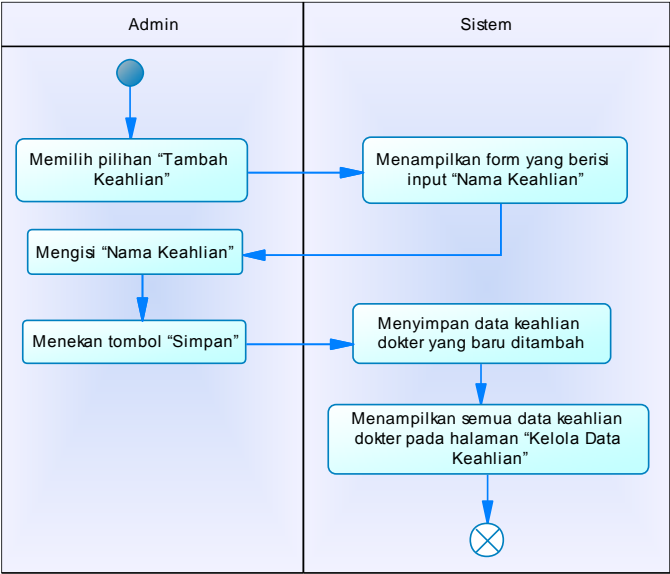 Admin
Sistem
Memilih pilihan “Tambah
Keahlian”
Menampilkan form yang berisi
input “Nama Keahlian”
Mengisi “Nama Keahlian”
Menekan tombol “Simpan”
Menyimpan data keahlian
dokter yang baru ditambah
Menampilkan semua data keahlian
dokter pada halaman “Kelola Data
Keahlian”